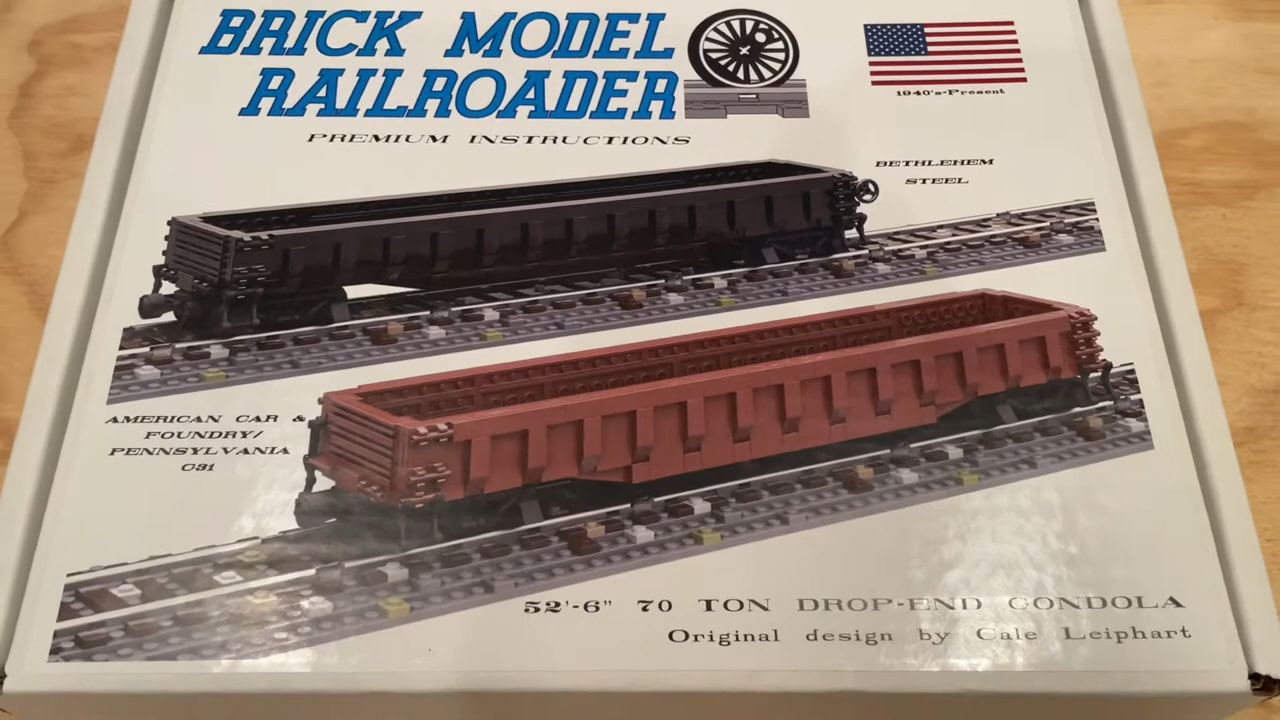 BRICK MODEL
RAILROADER
PREMIUM INSTRUCTIONS
1940's-Present
BETHLEHEM
STEEL
AMERICAN CAR &
FOUNDRY/
PENNSYLVANIA
G31
52'-6" 70 TON DROP-END GONDOLA
Original design by Cale Leiphart